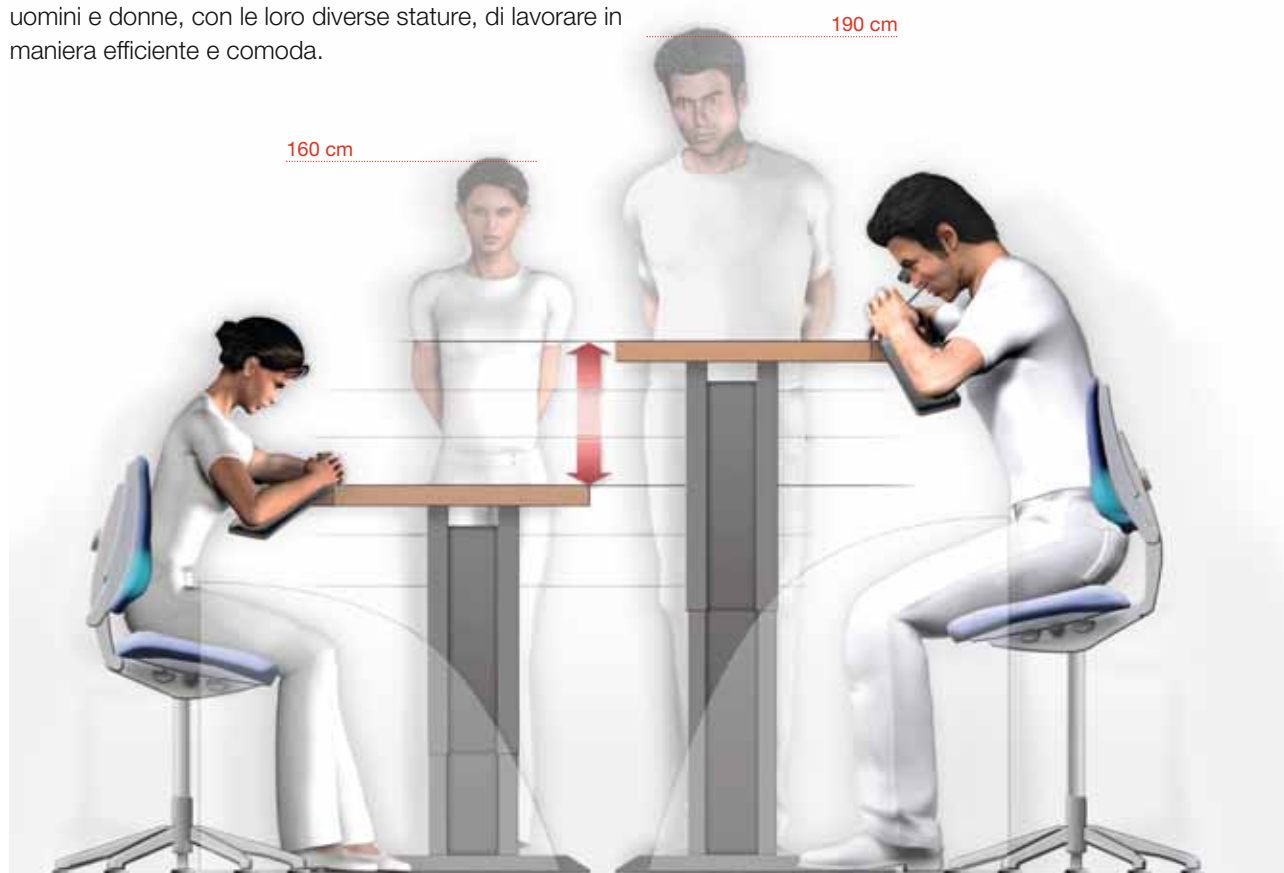 uomini e donne, con le loro diverse stature, di lavorare in
maniera efficiente e comoda.
190 cm
160 cm